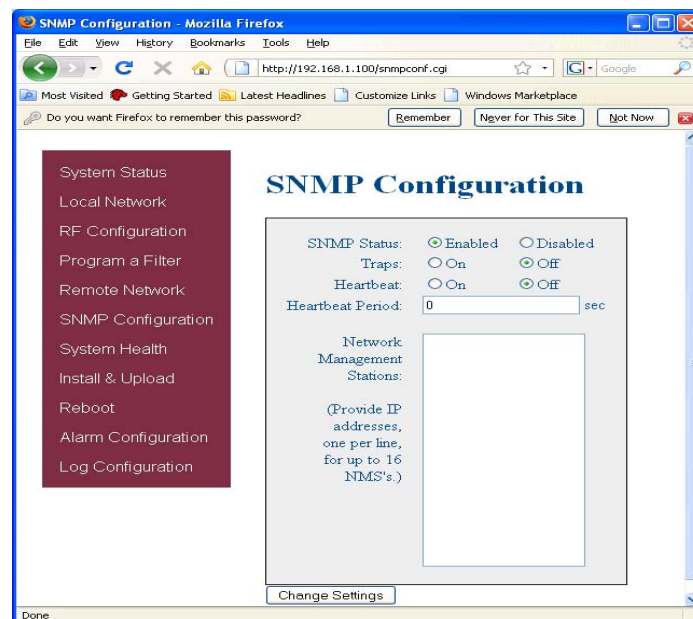 SNMP Configuration - Mozilla Firefox
File Edit View History Bookmarks Tools Help
http://192.168.1.100/snmpconf.cgi
G Google
Most Visited Getting Started Latest Headlines Customize Links Windows Marketplace
Do you want Firefox to remember this password? Remember Never for This Site Not Now
System Status
Local Network
RF Configuration
Program a Filter
Remote Network
SNMP Configuration
System Health
Install & Upload
Reboot
Alarm Configuration
Log Configuration
SNMP Configuration
SNMP Status: Enabled Disabled
Traps: On Off
Heartbeat: On Off
Heartbeat Period: 0 sec
Network
Management
Stations:
(Provide IP
addresses,
one per line,
for up to 16
NMS's.)
Change Settings
Done